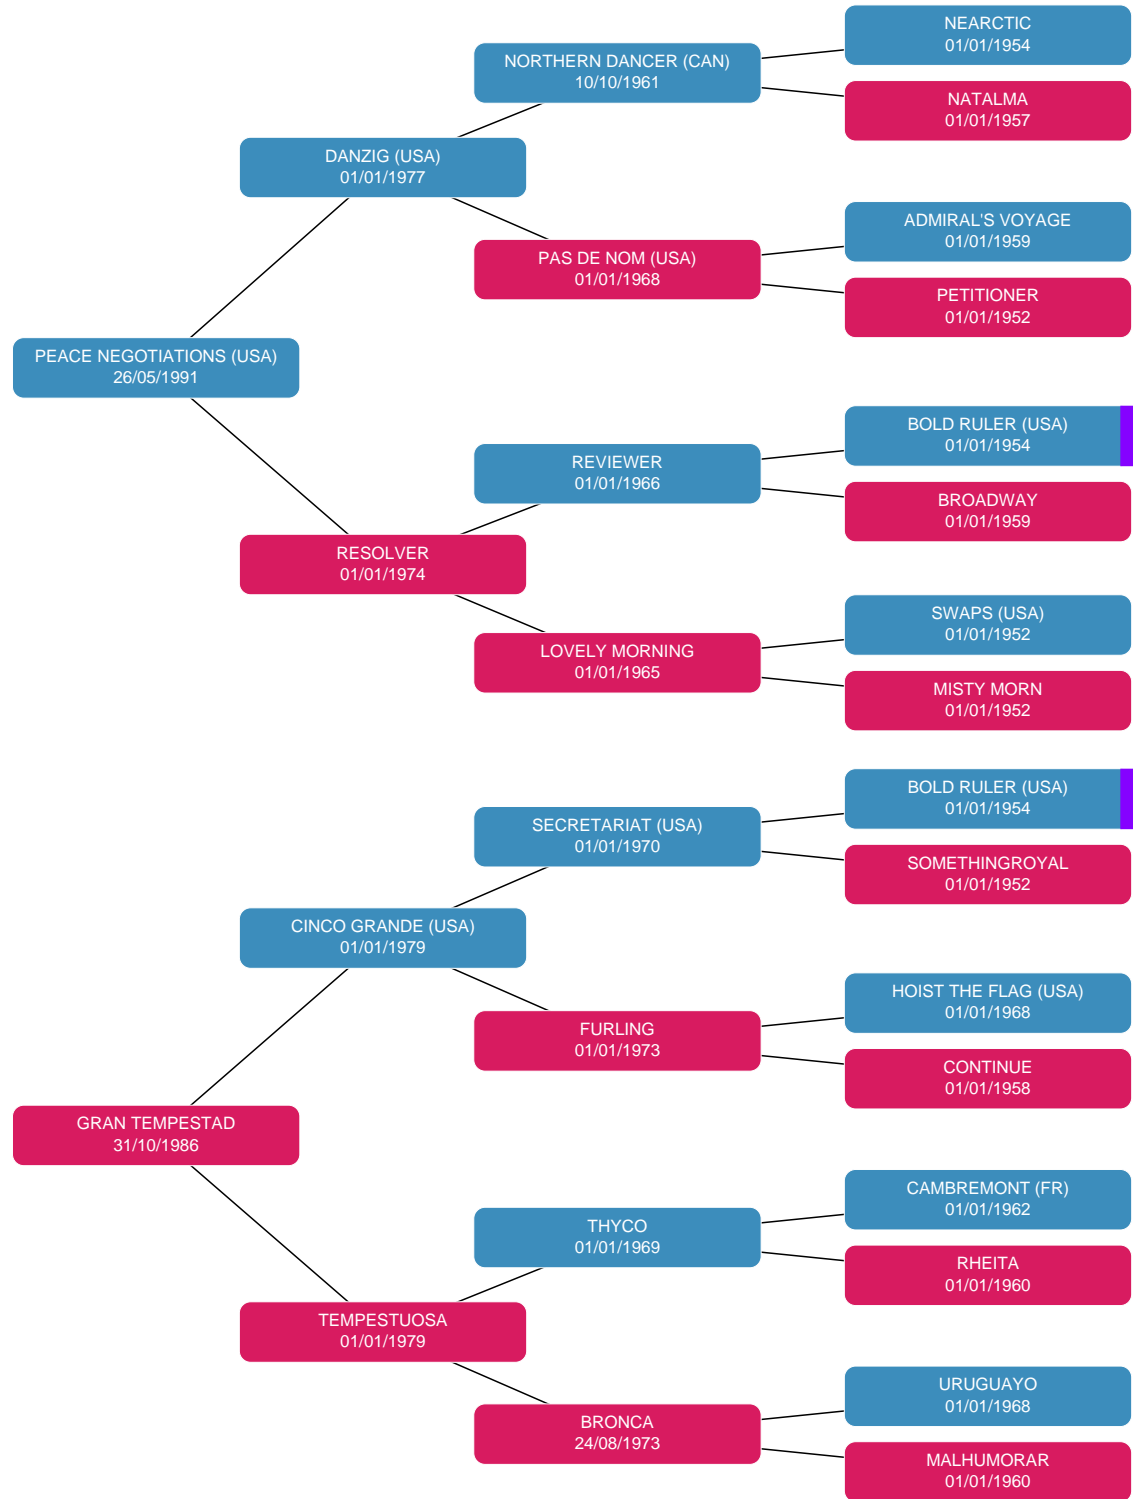 NEARCTIC
01/01/1954
NORTHERN DANCER (CAN)
10/10/1961
NATALMA
01/01/1957
DANZIG (USA)
01/01/1977
ADMIRAL'S VOYAGE
01/01/1959
PAS DE NOM (USA)
01/01/1968
PETITIONER
01/01/1952
PEACE NEGOTIATIONS (USA)
26/05/1991
BOLD RULER (USA)
01/01/1954
REVIEWER
01/01/1966
BROADWAY
01/01/1959
RESOLVER
01/01/1974
SWAPS (USA)
01/01/1952
LOVELY MORNING
01/01/1965
MISTY MORN
01/01/1952
BOLD RULER (USA)
01/01/1954
SECRETARIAT (USA)
01/01/1970
SOMETHINGROYAL
01/01/1952
CINCO GRANDE (USA)
01/01/1979
HOIST THE FLAG (USA)
01/01/1968
FURLING
01/01/1973
CONTINUE
01/01/1958
GRAN TEMPESTAD
31/10/1986
CAMBREMONT (FR)
01/01/1962
THYCO
01/01/1969
RHEITA
01/01/1960
TEMPESTUOSA
01/01/1979
URUGUAYO
01/01/1968
BRONCA
24/08/1973
MALHUMORAR
01/01/1960